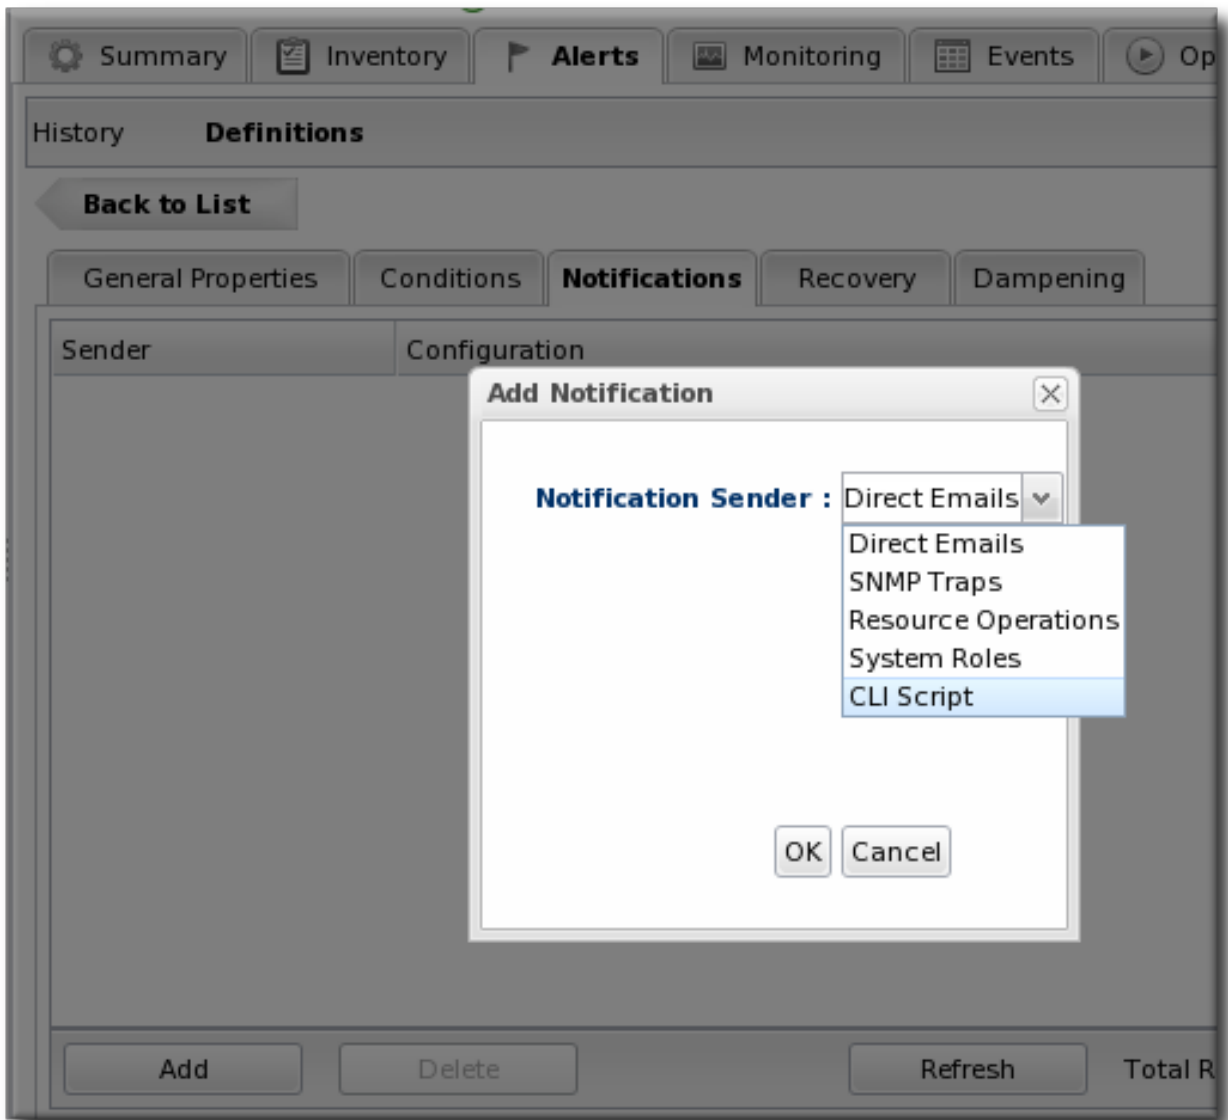 Summary Inventory Alerts Monitoring Events Op
History Definitions
Back to List
General Properties Conditions Notifications Recovery Dampening
Sender Configuration
Add Notification
Notification Sender : Direct Emails
Direct Emails
SNMP Traps
Resource Operations
System Roles
CLI Script
OK Cancel
Add Delete Refresh Total R